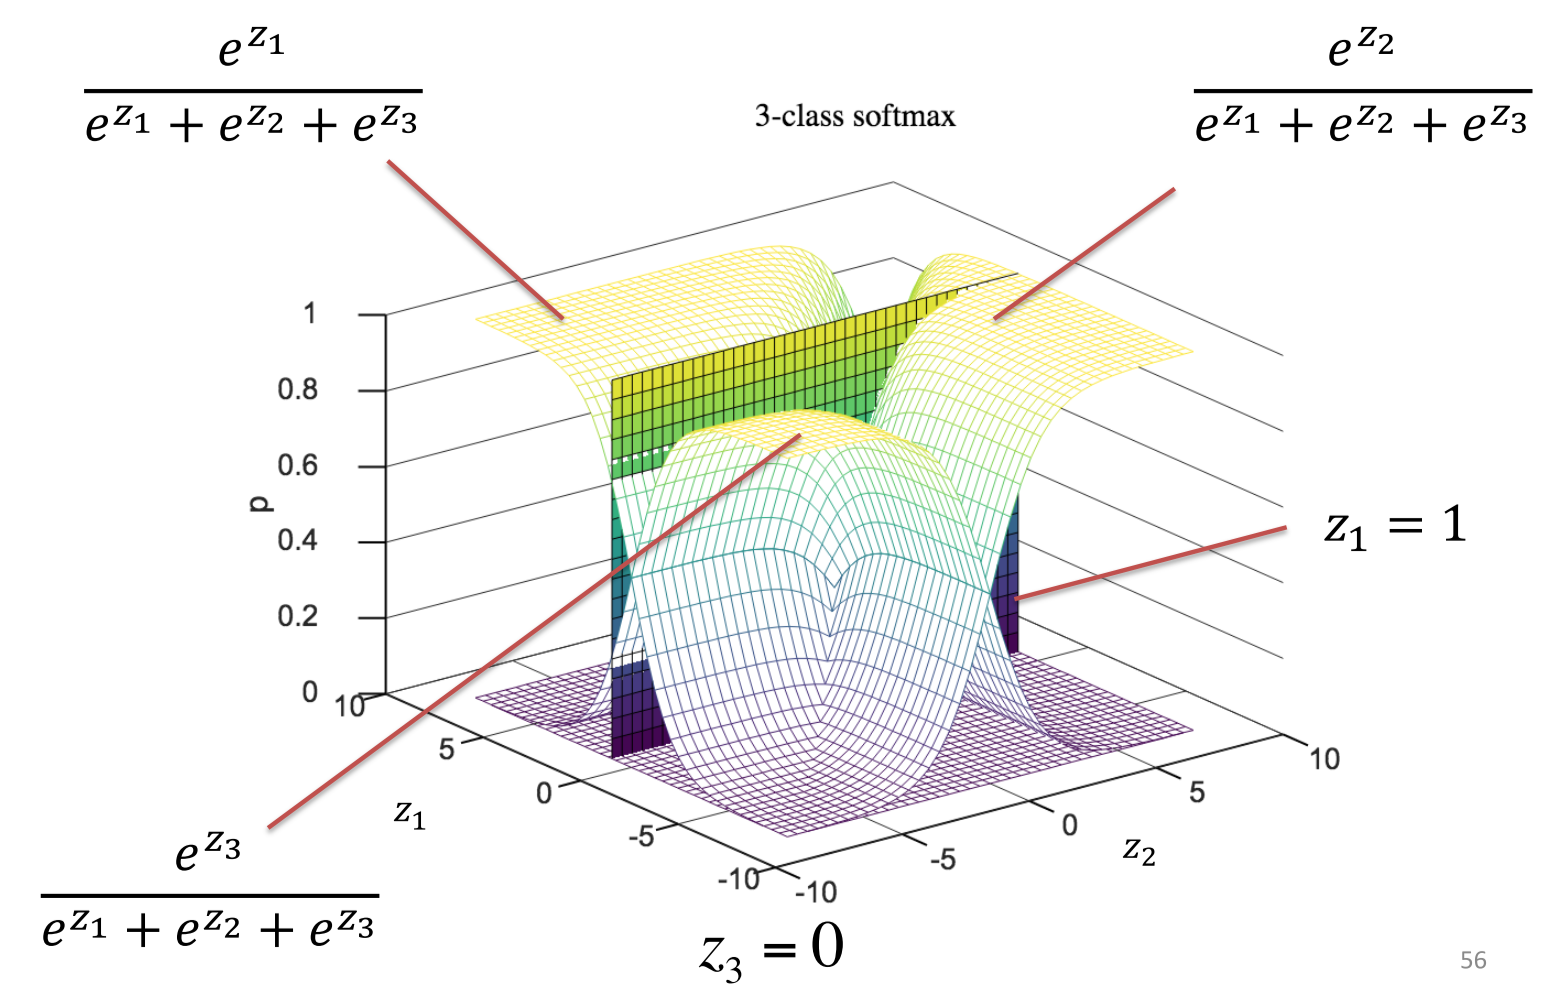 e^{z_1}
e^{z_1} + e^{z_2} + e^{z_3}
e^{z_2}
e^{z_1} + e^{z_2} + e^{z_3}
3-class softmax
1
0.8
0.6
0.4
0.2
0
p
z_1 = 1
10
5
0
-5
-10
z_1
-10
-5
0
5
10
z_2
e^{z_3}
e^{z_1} + e^{z_2} + e^{z_3}
z_3 = 0
56